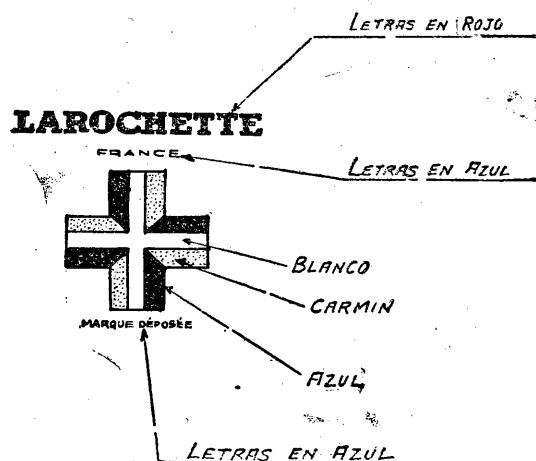 LETRAS EN ROJO
LAROCHETTE
FRANCE
LETRAS EN AZUL
BLANCO
CARMIN
MARQUE DÉPOSÉE
AZUL
LETRAS EN AZUL